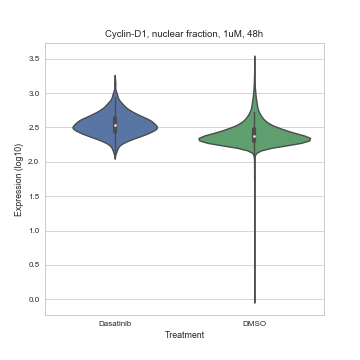 Cyclin-D1, nuclear fraction, 1uM, 48h
3.5
3.0
2.5
2.0
1.5
1.0
0.5
0.0
Expression (log10)
Dasatinib
DMSO
Treatment